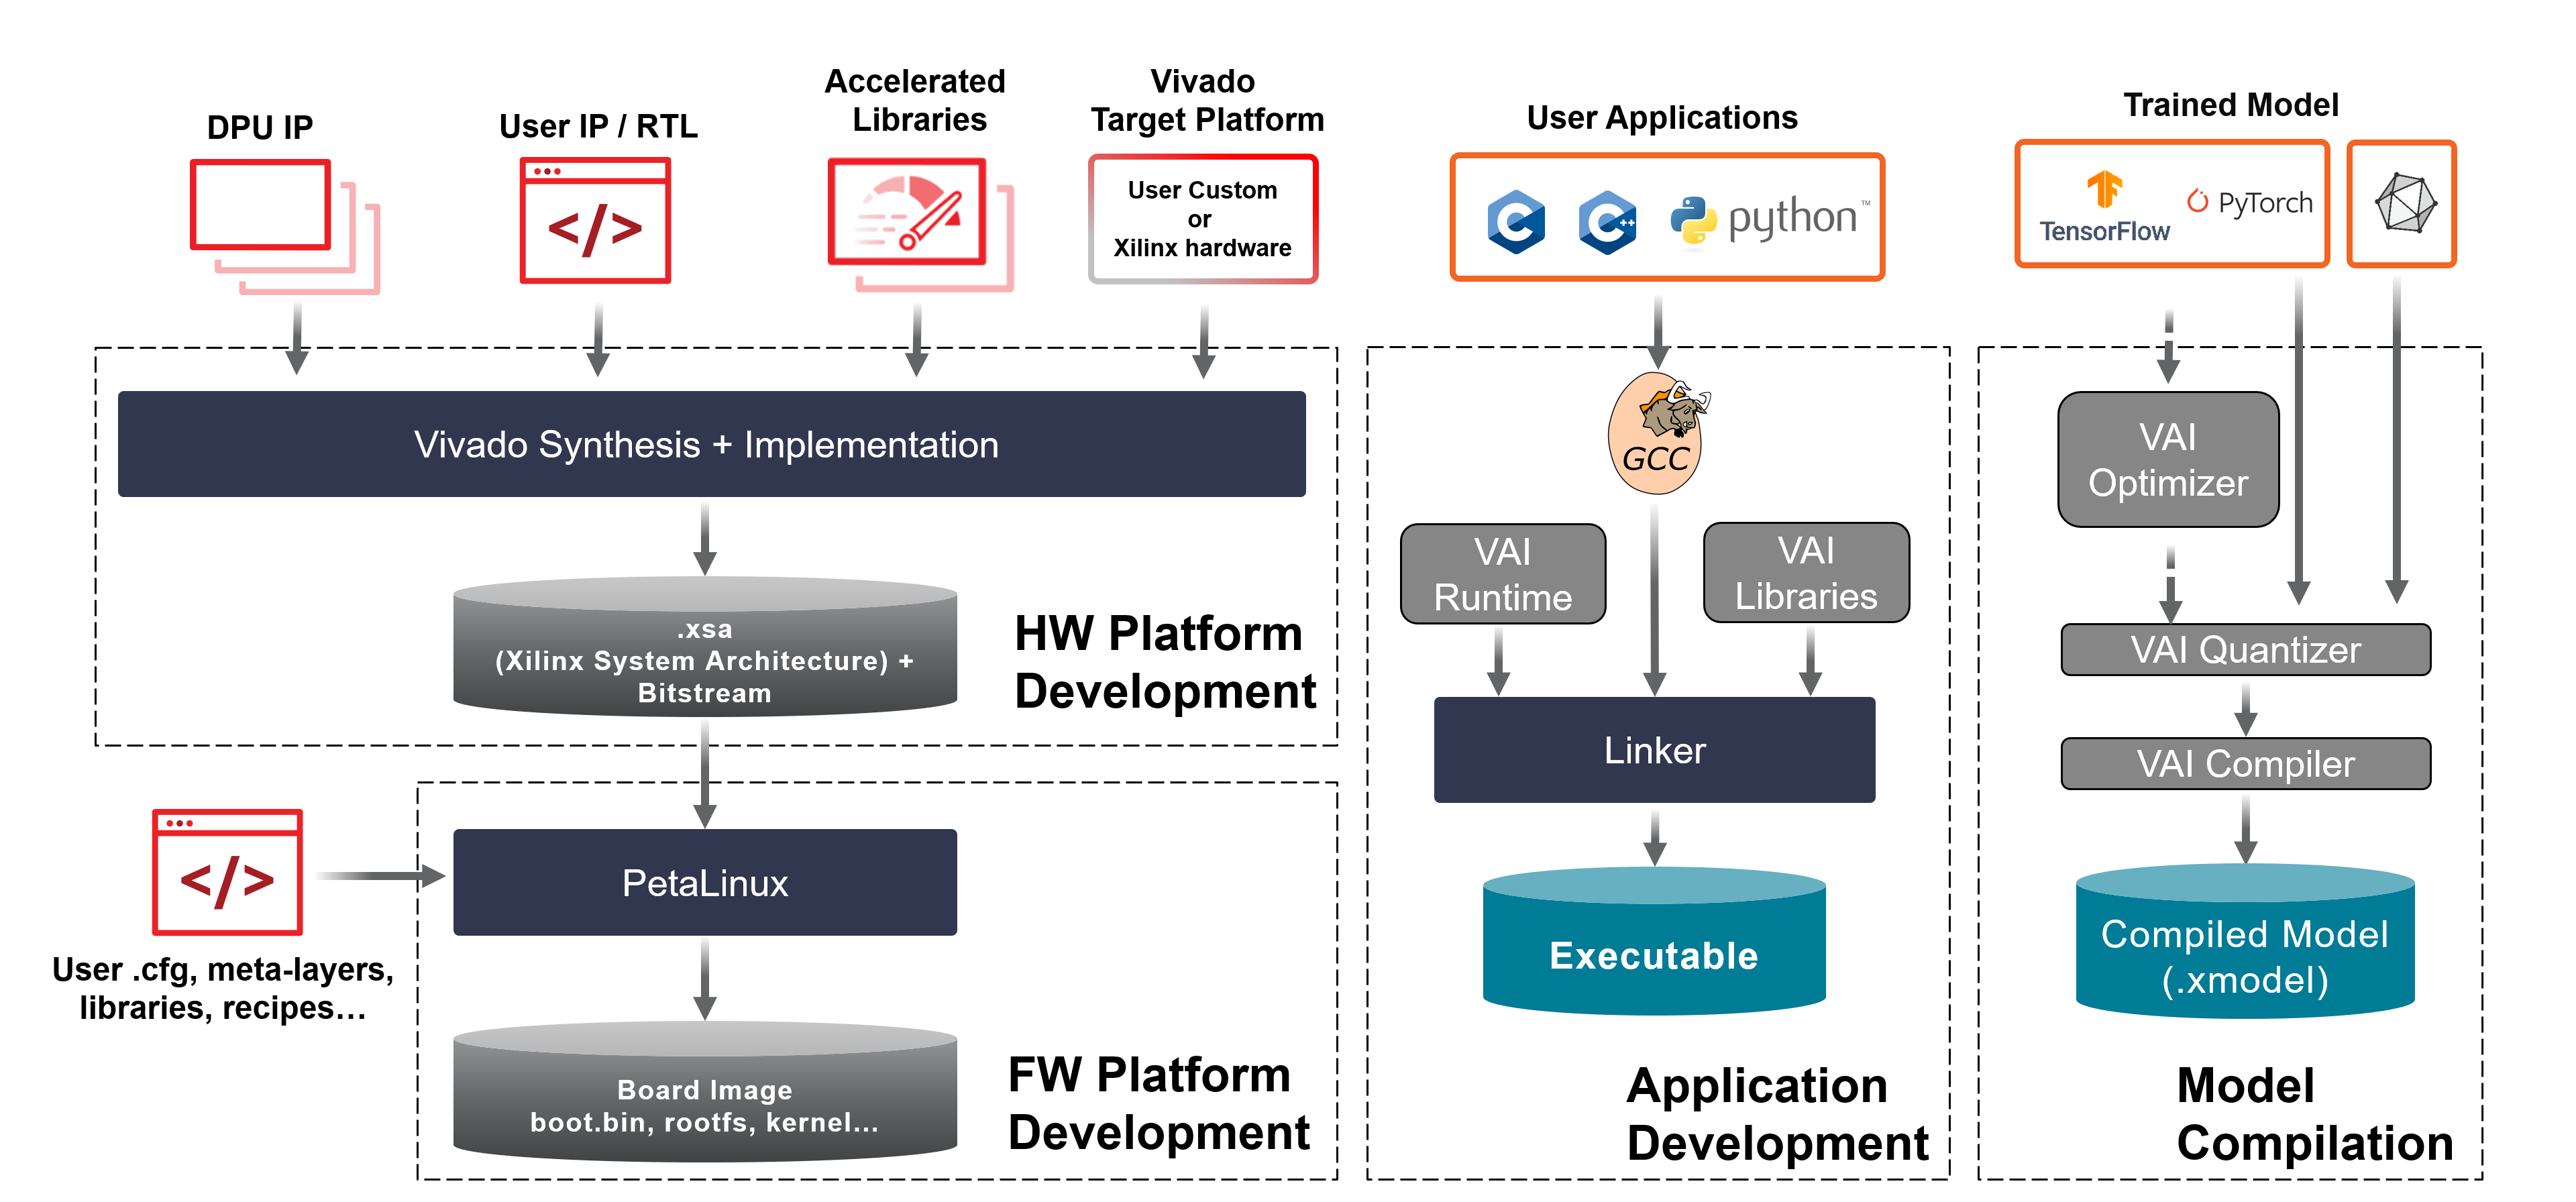 DPU IP
User IP / RTL
</>
Accelerated
Libraries
Vivado
Target Platform
User Custom
or
Xilinx hardware
User Applications
C
C++
python™
Trained Model
TensorFlow
PyTorch
Vivado Synthesis + Implementation
.xsa
(Xilinx System Architecture) +
Bitstream
HW Platform
Development
</>
User .cfg, meta-layers,
libraries, recipes...
PetaLinux
Board Image
boot.bin, rootfs, kernel...
FW Platform
Development
GCC
VAI
Runtime
VAI
Libraries
Linker
Executable
Application
Development
VAI
Optimizer
VAI Quantizer
VAI Compiler
Compiled Model
(.xmodel)
Model
Compilation